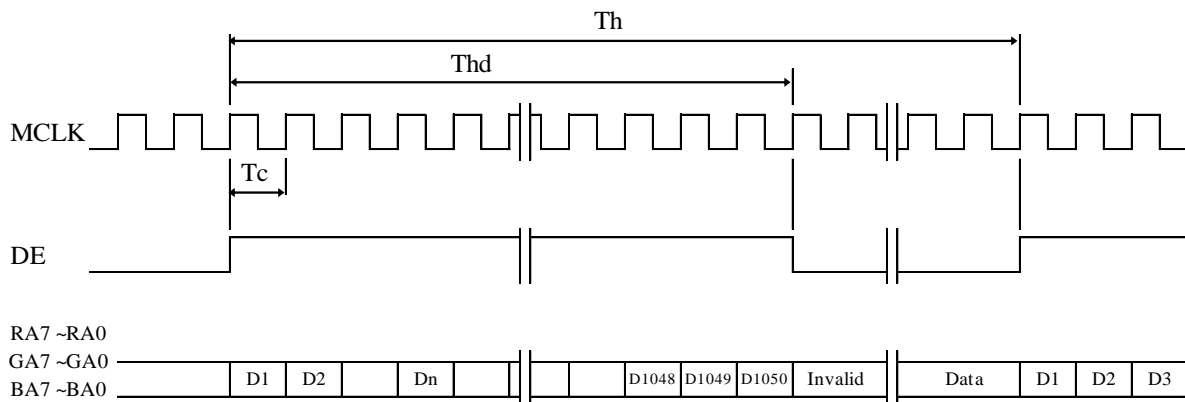 Th
Thd
MCLK
Tc
DE
RA7 ~RA0
GA7 ~GA0
BA7 ~BA0
D1 D2 Dn D1048 D1049 D1050 Invalid Data D1 D2 D3